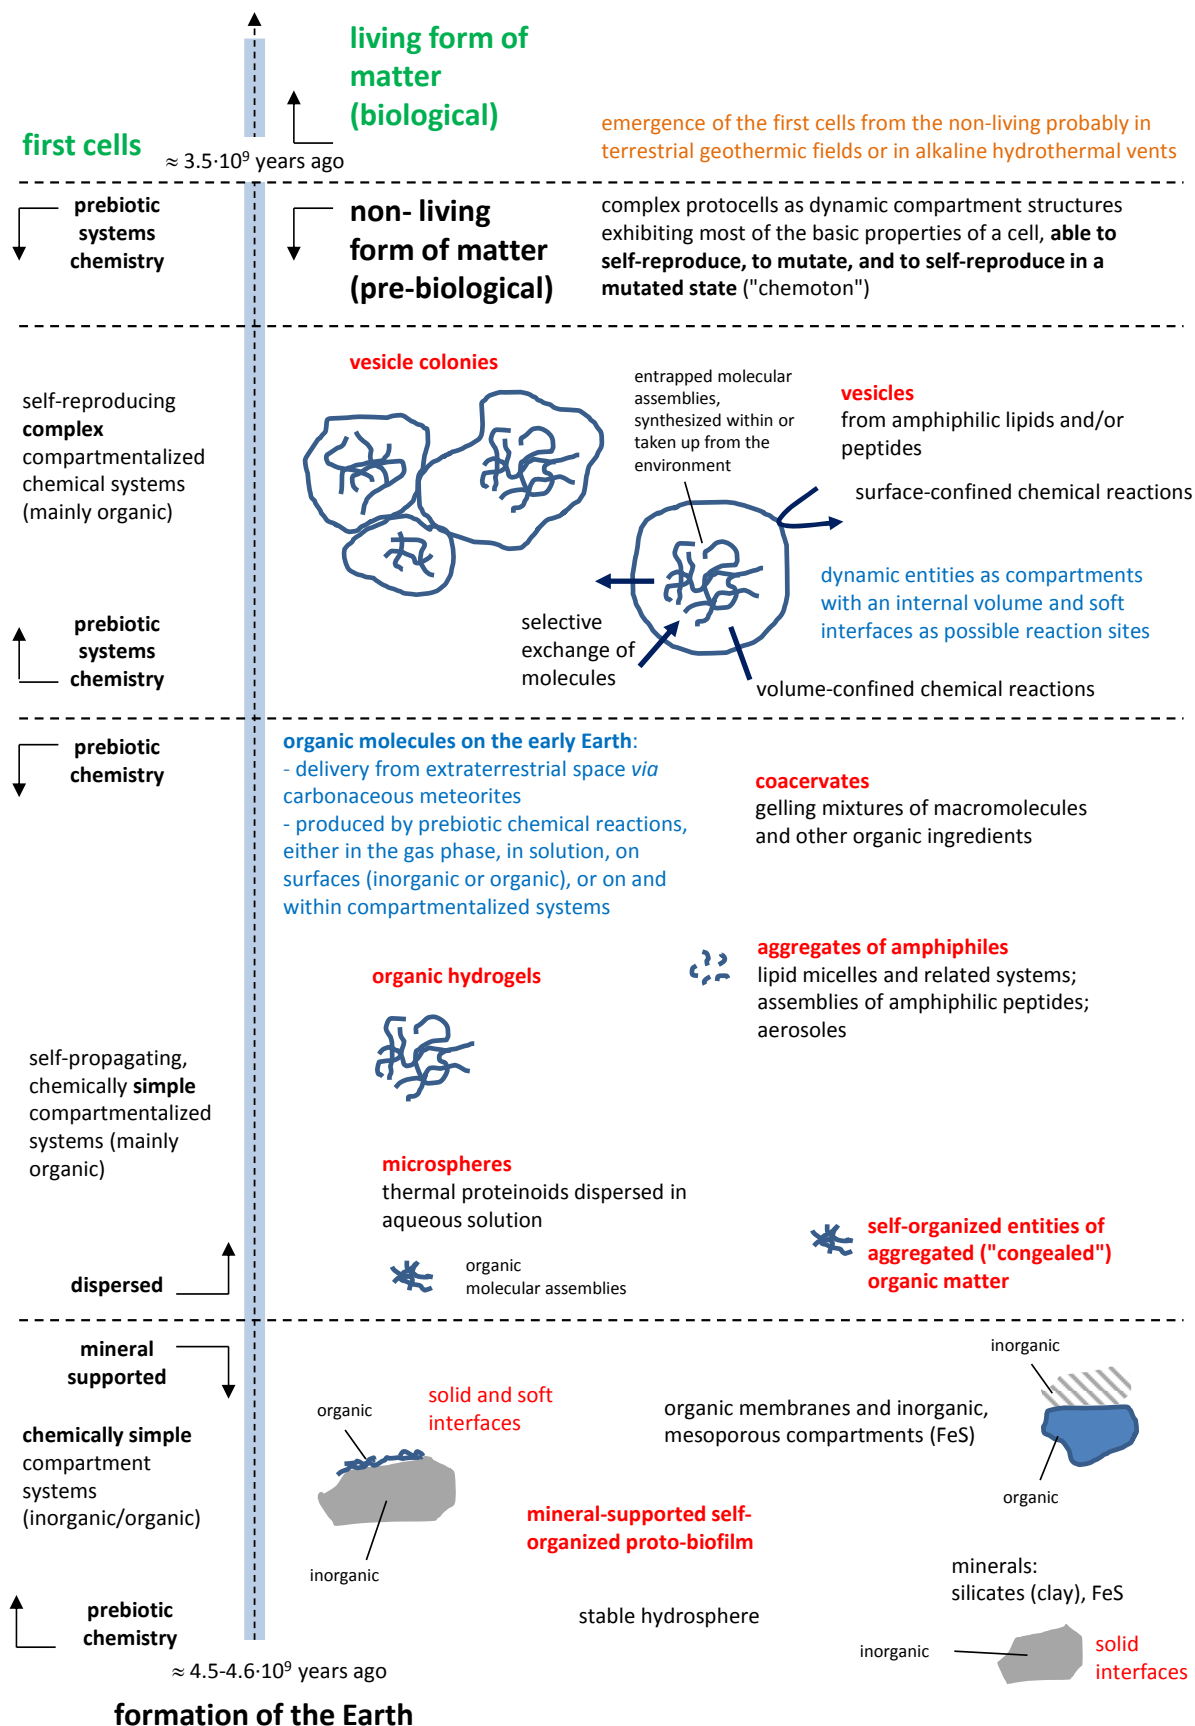 living form of
matter
(biological)
first cells
≈ 3.5·10⁹ years ago
emergence of the first cells from the non-living probably in
terrestrial geothermic fields or in alkaline hydrothermal vents
prebiotic
systems
chemistry
non- living
form of matter
(pre-biological)
complex protocells as dynamic compartment structures
exhibiting most of the basic properties of a cell, able to
self-reproduce, to mutate, and to self-reproduce in a
mutated state ("chemoton")
vesicle colonies
entrapped molecular
assemblies,
synthesized within or
taken up from the
environment
vesicles
from amphiphilic lipids and/or
peptides
self-reproducing
complex
compartmentalized
chemical systems
(mainly organic)
surface-confined chemical reactions
dynamic entities as compartments
with an internal volume and soft
interfaces as possible reaction sites
selective
exchange of
molecules
volume-confined chemical reactions
prebiotic
systems
chemistry
prebiotic
chemistry
organic molecules on the early Earth:
- delivery from extraterrestrial space via
carbonaceous meteorites
- produced by prebiotic chemical reactions,
either in the gas phase, in solution, on
surfaces (inorganic or organic), or on and
within compartmentalized systems
coacervates
gelling mixtures of macromolecules
and other organic ingredients
organic hydrogels
aggregates of amphiphiles
lipid micelles and related systems;
assemblies of amphiphilic peptides;
aerosoles
self-propagating,
chemically simple
compartmentalized
systems (mainly
organic)
microspheres
thermal proteinoids dispersed in
aqueous solution
organic
molecular assemblies
self-organized entities of
aggregated ("congealed")
organic matter
dispersed
mineral
supported
chemically simple
compartment
systems
(inorganic/organic)
organic
solid and soft
interfaces
inorganic
organic membranes and inorganic,
mesoporous compartments (FeS)
inorganic
organic
mineral-supported self-
organized proto-biofilm
minerals:
silicates (clay), FeS
stable hydrosphere
inorganic
solid
interfaces
prebiotic
chemistry
≈ 4.5-4.6·10⁹ years ago
formation of the Earth